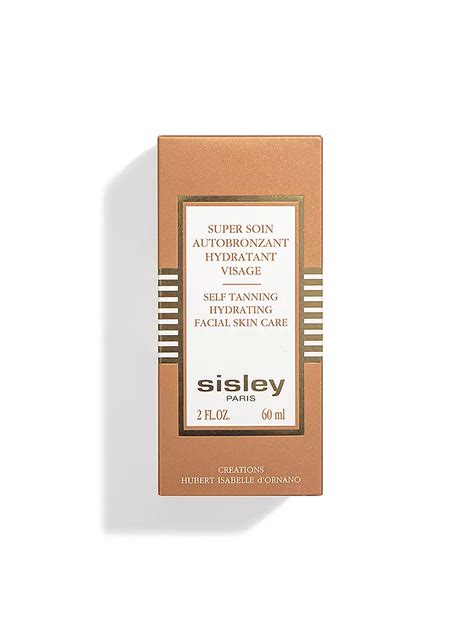 SUPER SOIN
AUTOBRONZANT
HYDRATANT
VISAGE
SELF TANNING
HYDRATING
FACIAL SKIN CARE
sisley
PARIS
2 FL.OZ. 60 ml
CREATIONS
HUBERT ISABELLE d'ORNANO